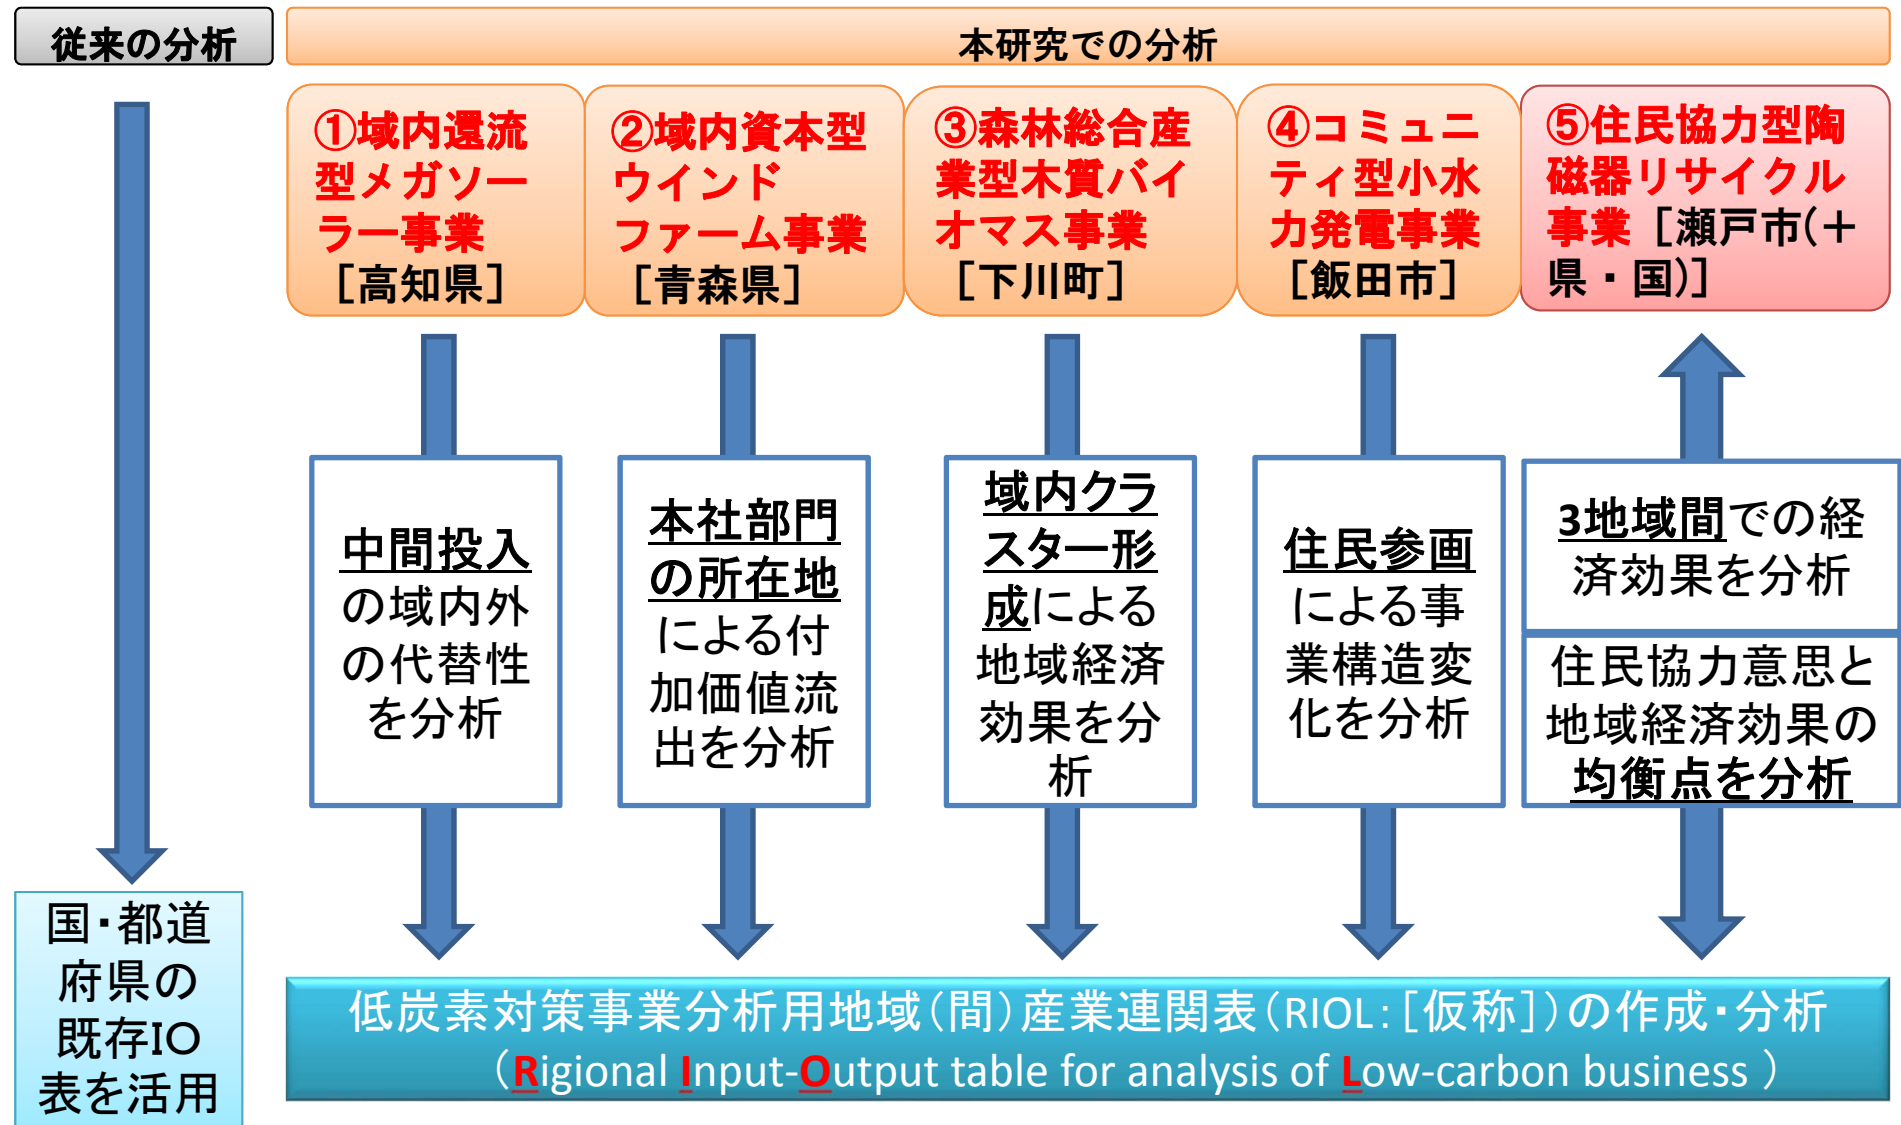 従来の分析
本研究での分析
①域内還流
型メガソー
ラー事業
［高知県］
②域内資本型
ウインド
ファーム事業
［青森県］
③森林総合産
業型木質バイ
オマス事業
［下川町］
④コミュニ
ティ型小水
力発電事業
［飯田市］
⑤住民協力型陶
磁器リサイクル
事業［瀬戸市(＋
県・国)］
中間投入
の域内外
の代替性
を分析
本社部門
の所在地
による付
加価値流
出を分析
域内クラ
スター形
成による
地域経済
効果を分
析
住民参画
による事
業構造変
化を分析
3地域間での経
済効果を分析
住民協力意思と
地域経済効果の
均衡点を分析
国・都道
府県の
既存IO
表を活用
低炭素対策事業分析用地域（間）産業連関表（RIOL：［仮称］）の作成・分析
（Rigional Input-Output table for analysis of Low-carbon business ）